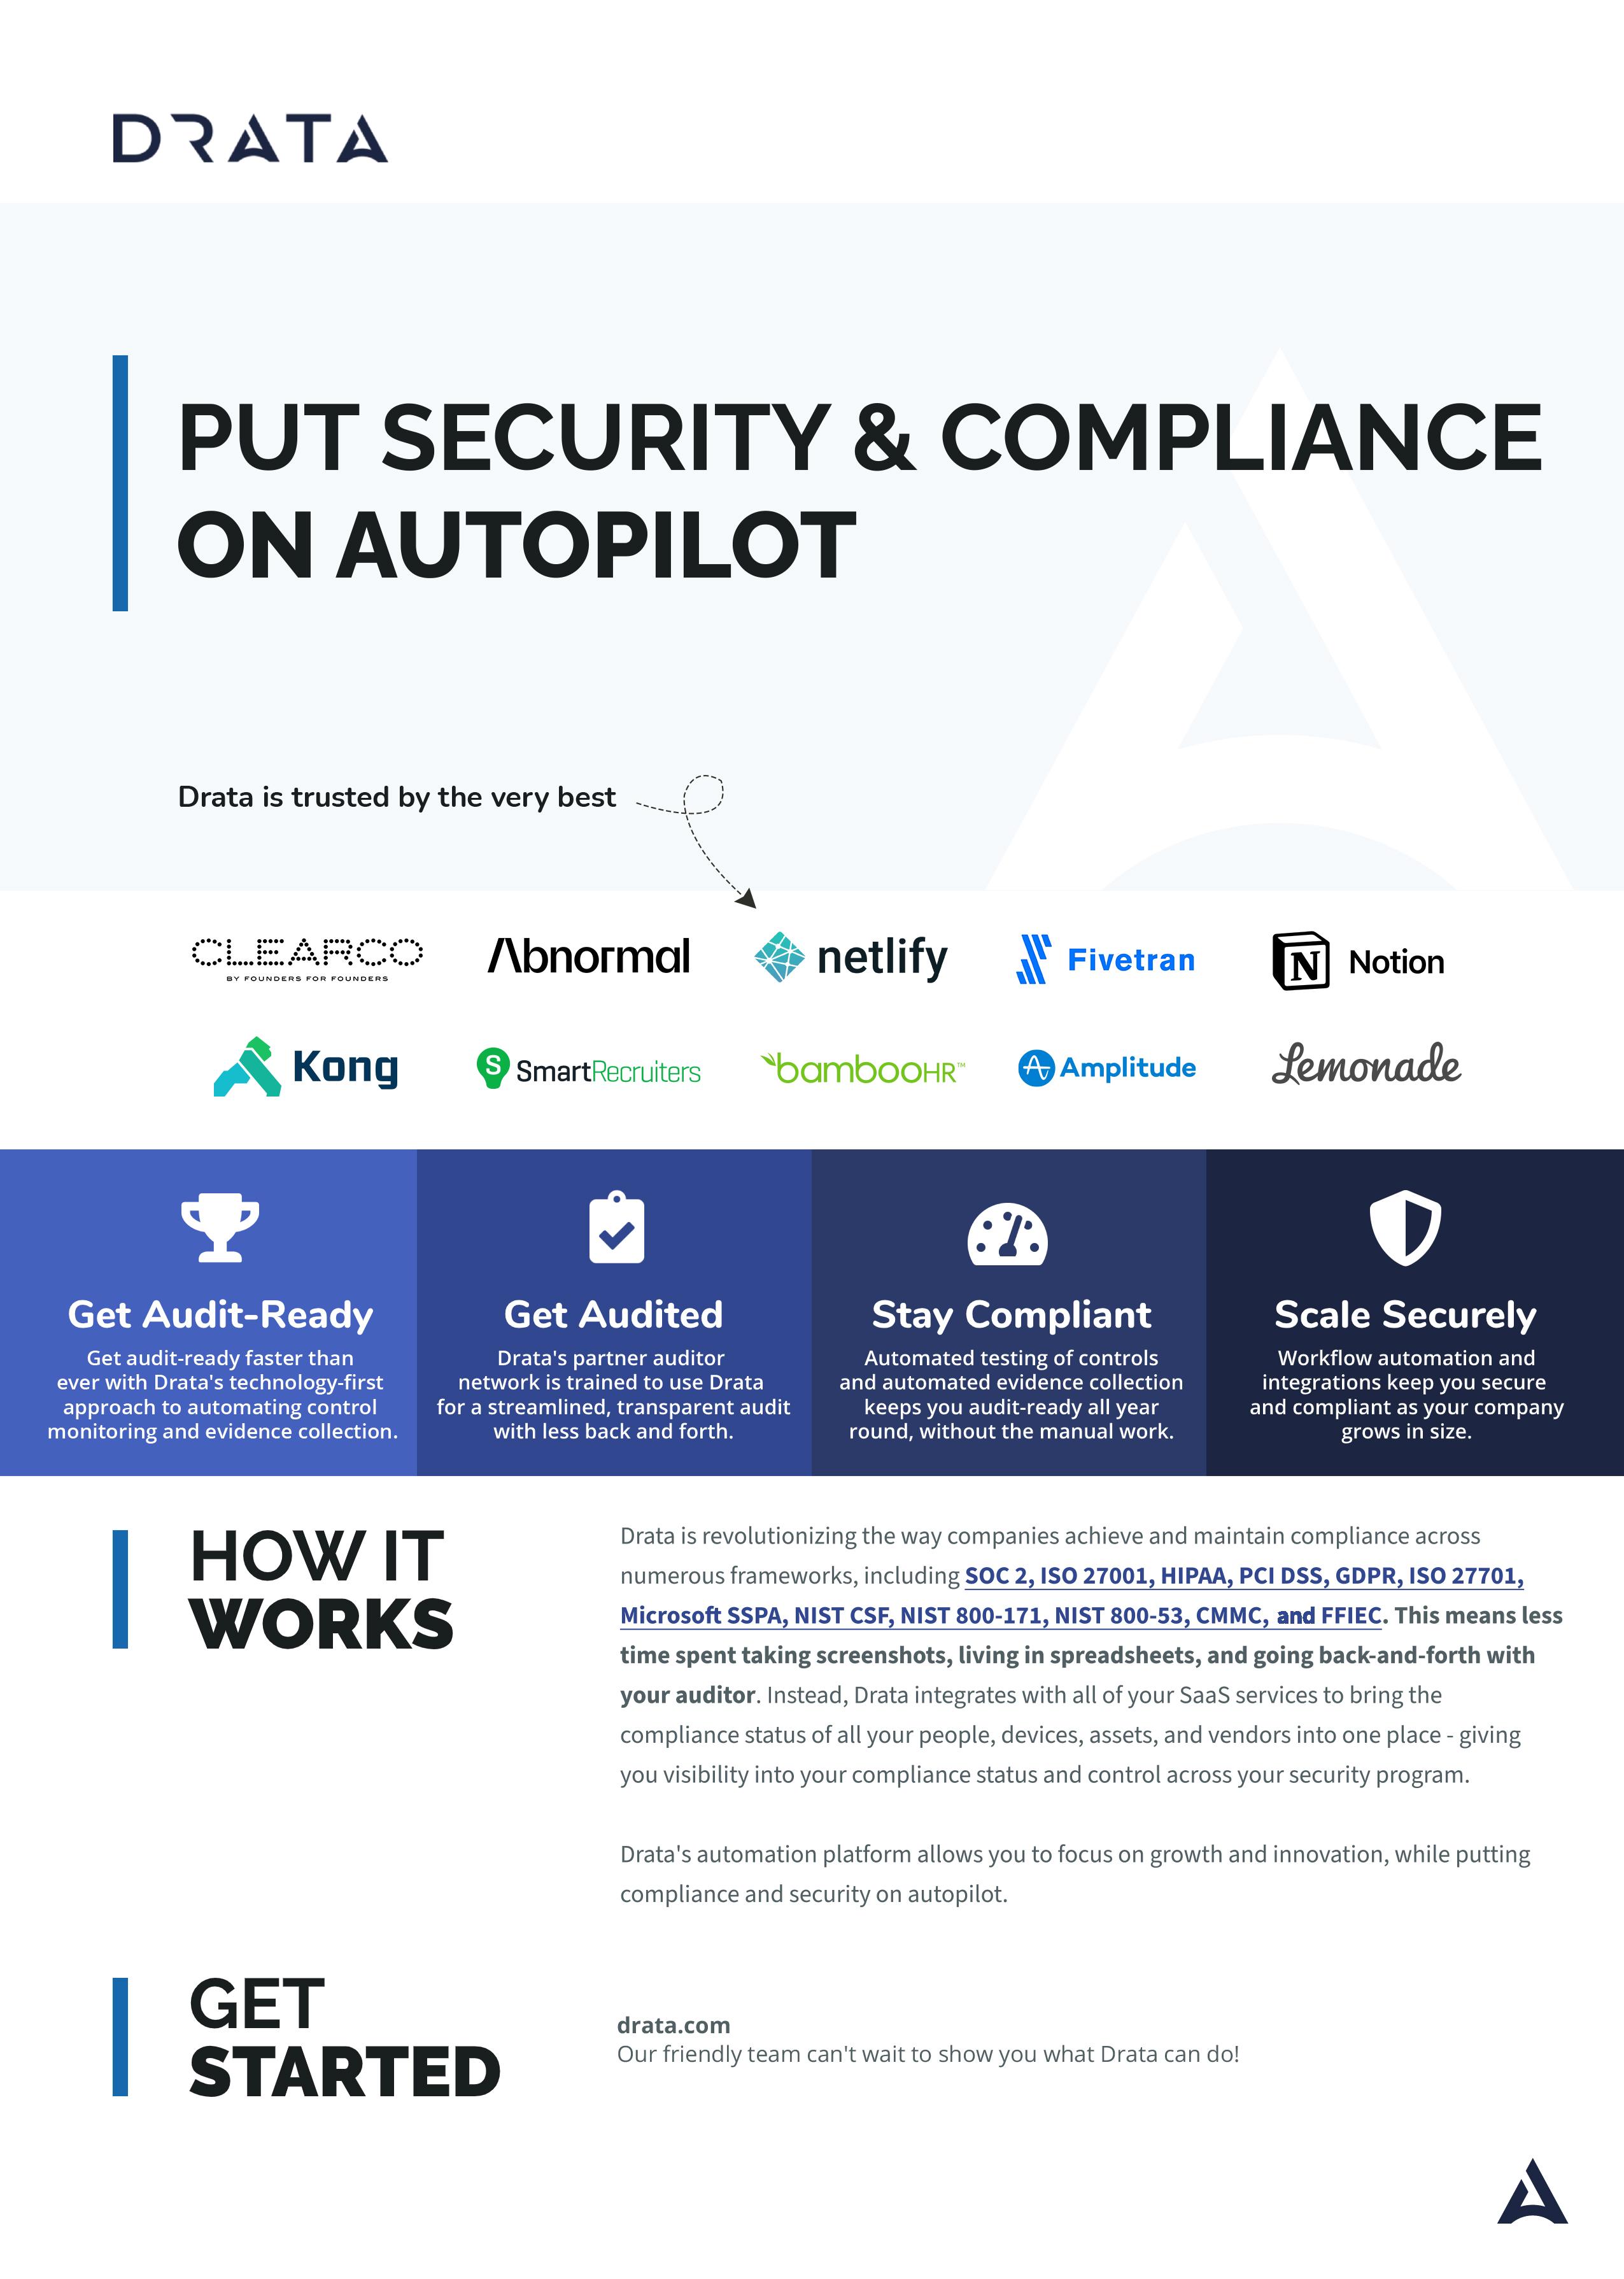 DRATA
PUT SECURITY & COMPLIANCE
ON AUTOPILOT
Drata is trusted by the very best
CLEARCO
BY FOUNDERS FOR FOUNDERS
Abnormal
netlify
Fivetran
N Notion
Kong
S SmartRecruiters
bambooHR™
Amplitude
Lemonade
Get Audit-Ready
Get audit-ready faster than
ever with Drata's technology-first
approach to automating control
monitoring and evidence collection.
Get Audited
Drata's partner auditor
network is trained to use Drata
for a streamlined, transparent audit
with less back and forth.
Stay Compliant
Automated testing of controls
and automated evidence collection
keeps you audit-ready all year
round, without the manual work.
Scale Securely
Workflow automation and
integrations keep you secure
and compliant as your company
grows in size.
HOW IT
WORKS
Drata is revolutionizing the way companies achieve and maintain compliance across
numerous frameworks, including SOC 2, ISO 27001, HIPAA, PCI DSS, GDPR, ISO 27701,
Microsoft SSPA, NIST CSF, NIST 800-171, NIST 800-53, CMMC, and FFIEC. This means less
time spent taking screenshots, living in spreadsheets, and going back-and-forth with
your auditor. Instead, Drata integrates with all of your SaaS services to bring the
compliance status of all your people, devices, assets, and vendors into one place - giving
you visibility into your compliance status and control across your security program.
Drata's automation platform allows you to focus on growth and innovation, while putting
compliance and security on autopilot.
GET
STARTED
drata.com
Our friendly team can't wait to show you what Drata can do!